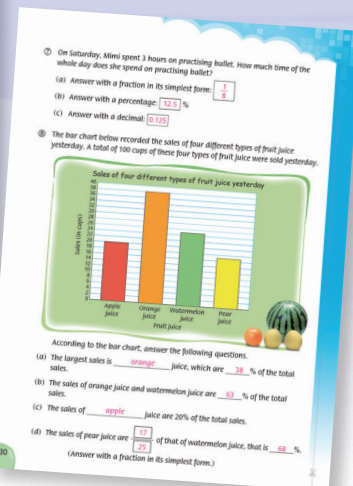 ⑦ On Saturday, Mimi spent 3 hours on practising ballet. How much time of the
whole day does she spend on practising ballet?
(a) Answer with a fraction in its simplest form: 1/8
(b) Answer with a percentage: 12.5 %
(c) Answer with a decimal: 0.125
⑧ The bar chart below recorded the sales of four different types of fruit juice
yesterday. A total of 100 cups of these four types of fruit juice were sold yesterday.
Sales of four different types of fruit juice yesterday
Sales (in cups)
40
38
36
34
32
30
28
26
24
22
20
18
16
14
12
10
8
6
4
2
0
Apple juice
Orange juice
Watermelon juice
Pear juice
Fruit juice
According to the bar chart, answer the following questions.
(a) The largest sales is orange juice, which are 38 % of the total
sales.
(b) The sales of orange juice and watermelon juice are 63 % of the total
sales.
(c) The sales of apple juice are 20% of the total sales.
(d) The sales of pear juice are 17/25 of that of watermelon juice, that is 68 %.
(Answer with a fraction in its simplest form.)
30